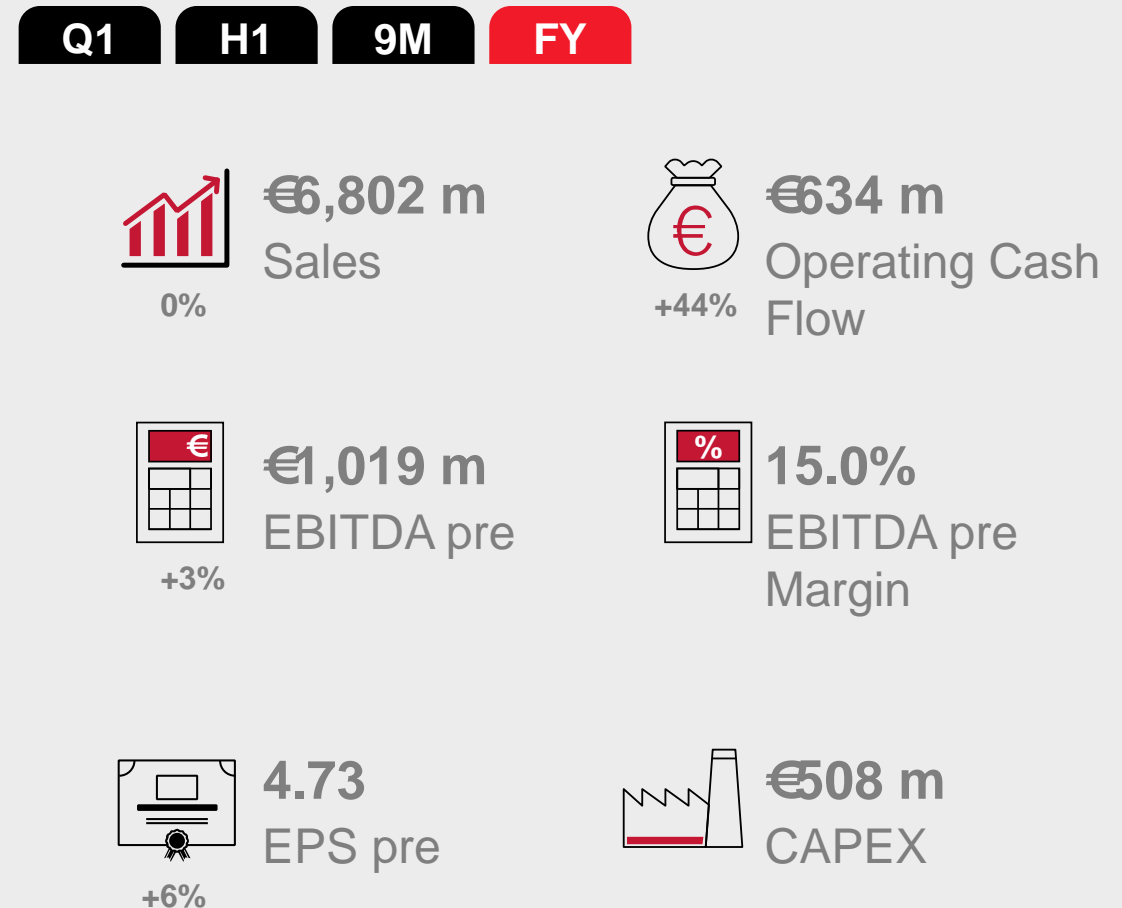 Q1 H1 9M FY
€6,802 m
Sales
0%
€634 m
Operating Cash
Flow
+44%
€
€1,019 m
EBITDA pre
+3%
%
15.0%
EBITDA pre
Margin
4.73
EPS pre
+6%
€508 m
CAPEX
€